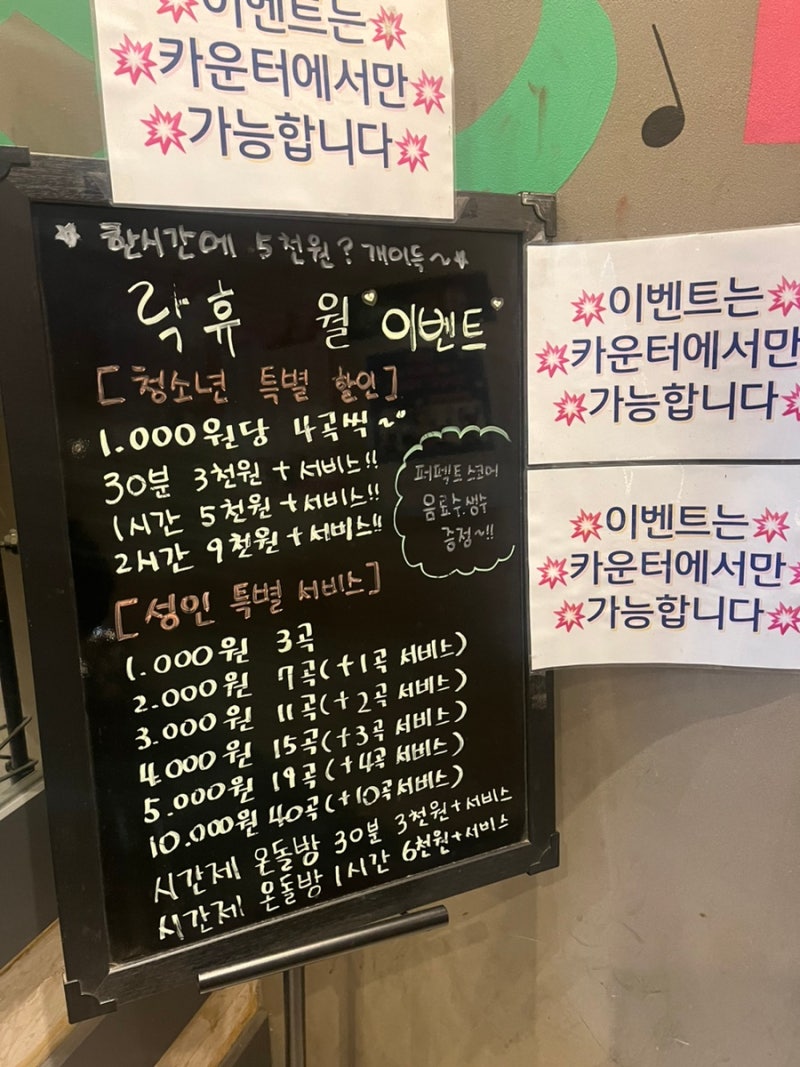 이벤트는
카운터에서만
가능합니다
한시간에 5천원? 개이득~
락휴 월 "이벤트"
[청소년 특별 할인]
1.000원당 4곡씩~
30분 3천원 + 서비스!!
1시간 5천원 + 서비스!!
2시간 9천원 + 서비스!!
퍼펙트스코어
음료수.생수
증정~!!
[성인 특별 서비스]
1.000원 3곡
2.000원 7곡(+1곡 서비스)
3.000원 11곡(+2곡 서비스)
4.000원 15곡(+3곡 서비스)
5.000원 19곡(+4곡 서비스)
10.000원 40곡(+10곡서비스)
시간제 온돌방 30분 3천원+서비스
시간제 온돌방 1시간 6천원+서비스
이벤트는
카운터에서만
가능합니다
이벤트는
카운터에서만
가능합니다